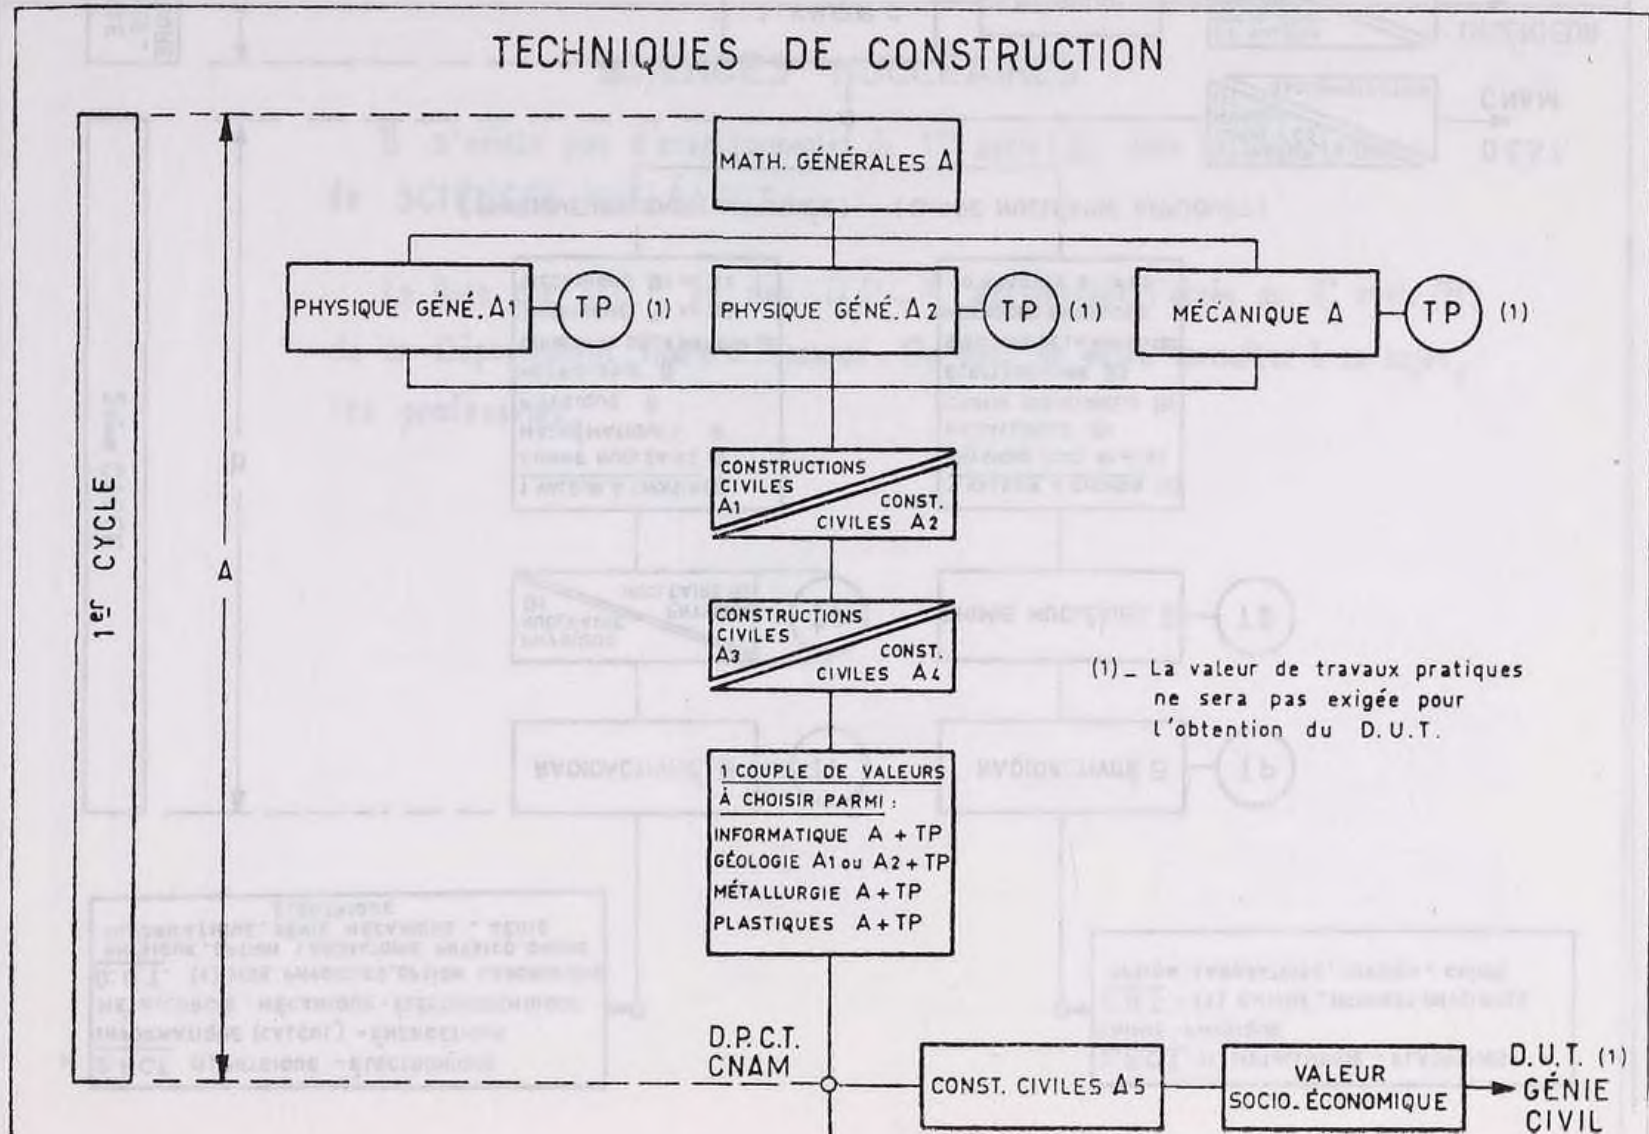 TECHNIQUES DE CONSTRUCTION
1er CYCLE
A
MATH. GÉNÉRALES A
PHYSIQUE GÉNÉ. A1
TP
(1)
PHYSIQUE GÉNÉ. A2
TP
(1)
MÉCANIQUE A
TP
(1)
CONSTRUCTIONS
CIVILES
A1
CONST.
CIVILES A2
CONSTRUCTIONS
CIVILES
A3
CONST.
CIVILES A4
(1)_ La valeur de travaux pratiques
ne sera pas exigée pour
l'obtention du D.U.T.
1 COUPLE DE VALEURS
À CHOISIR PARMI :
INFORMATIQUE A + TP
GÉOLOGIE A1 ou A2 + TP
MÉTALLURGIE A + TP
PLASTIQUES A + TP
D.P.C.T.
CNAM
CONST. CIVILES A5
VALEUR
SOCIO. ÉCONOMIQUE
D.U.T. (1)
GÉNIE
CIVIL